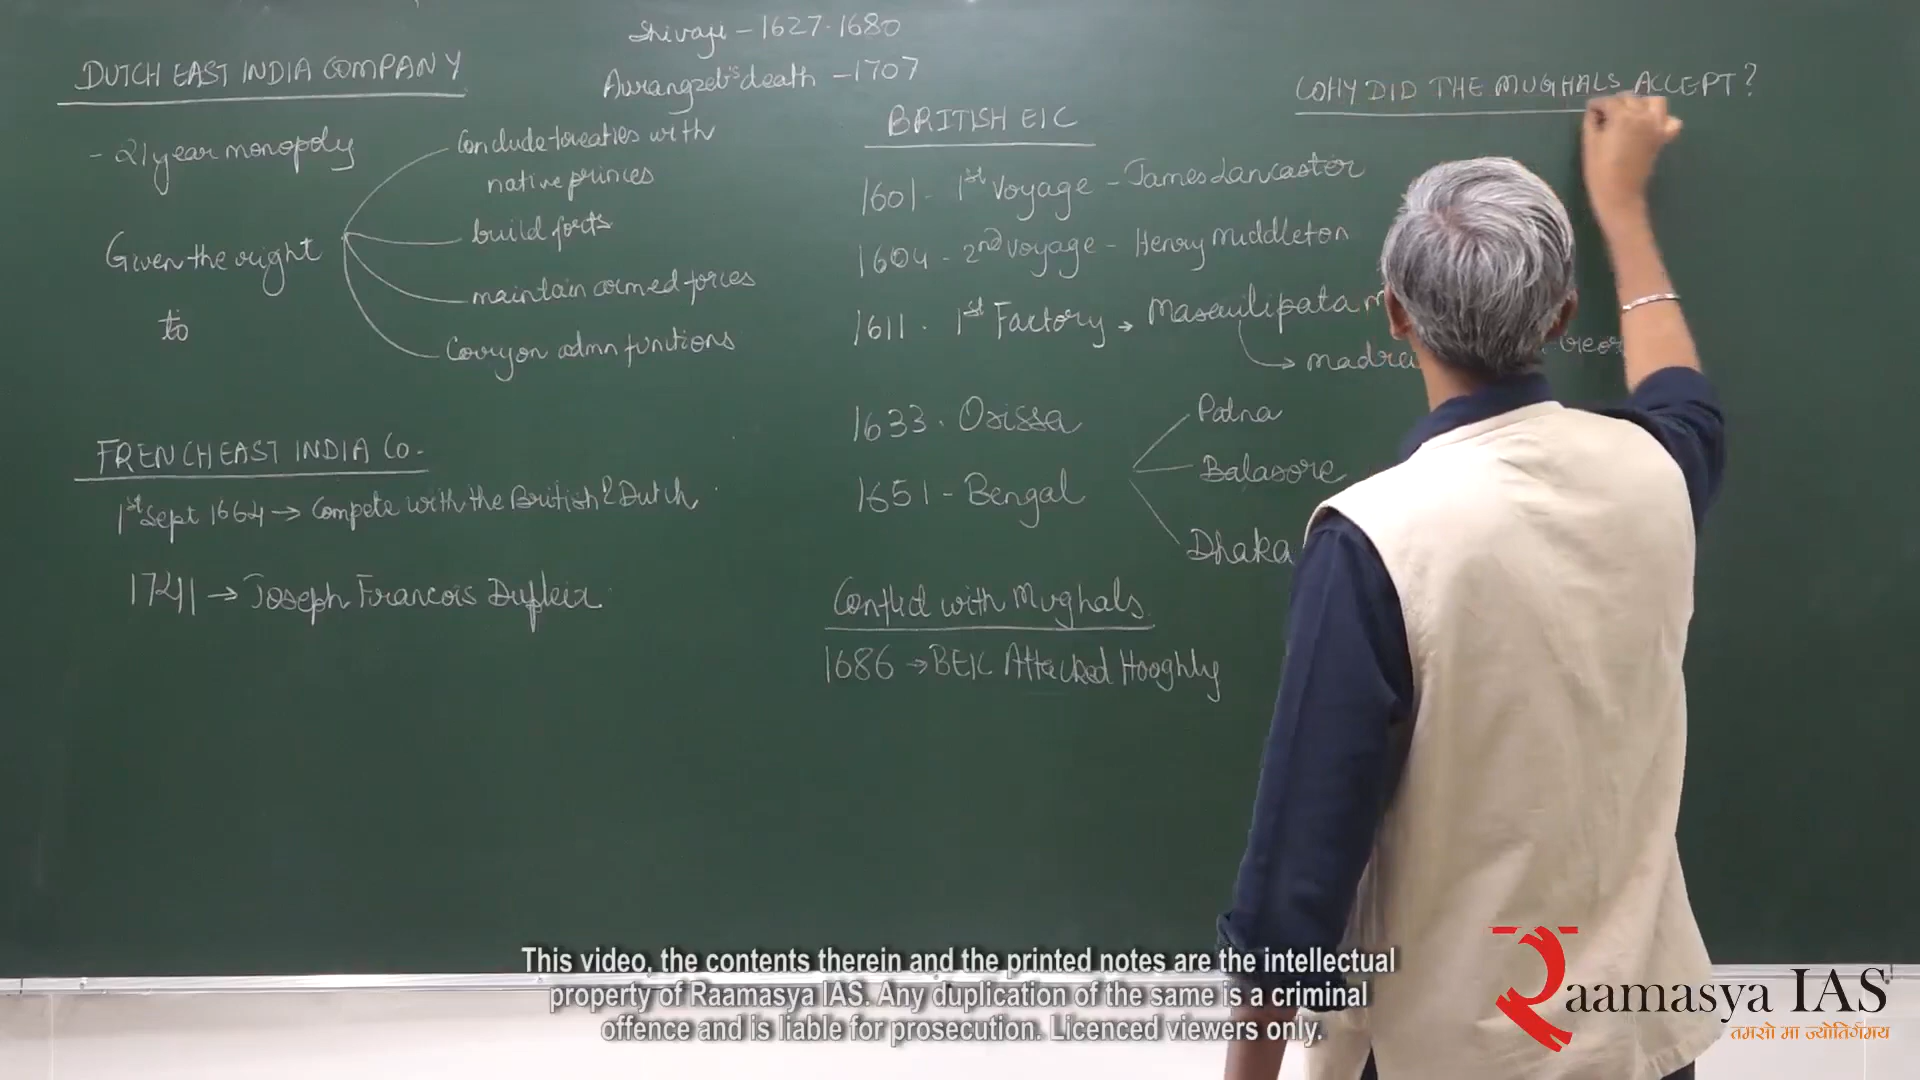 Shivaji - 1627-1680
Aurangzeb's death - 1707
DUTCH EAST INDIA COMPANY
- 21 year monopoly
Given the right
to
Conclude treaties with
native princes
build forts
maintain armed forces
Carry on admn functions
FRENCH EAST INDIA Co.
1st Sept 1664 → Compete with the British & Dutch
1741 → Joseph Francois Dupleix
BRITISH EIC
1601 - 1st Voyage - James Lancaster
1604 - 2nd Voyage - Henry Middleton
1611 - 1st Factory → Masaulipatam
→ madra
1633 - Orissa
1651 - Bengal
Patna
Balasore
Dhaka
Conflict with Mughals
1686 → BEIC Attacked Hooghly
WHY DID THE MUGHALS ACCEPT?
This video, the contents therein and the printed notes are the intellectual
property of Raamasya IAS. Any duplication of the same is a criminal
offence and is liable for prosecution. Licenced viewers only.
Raamasya IAS
तमसो मा ज्योतिर्गमय